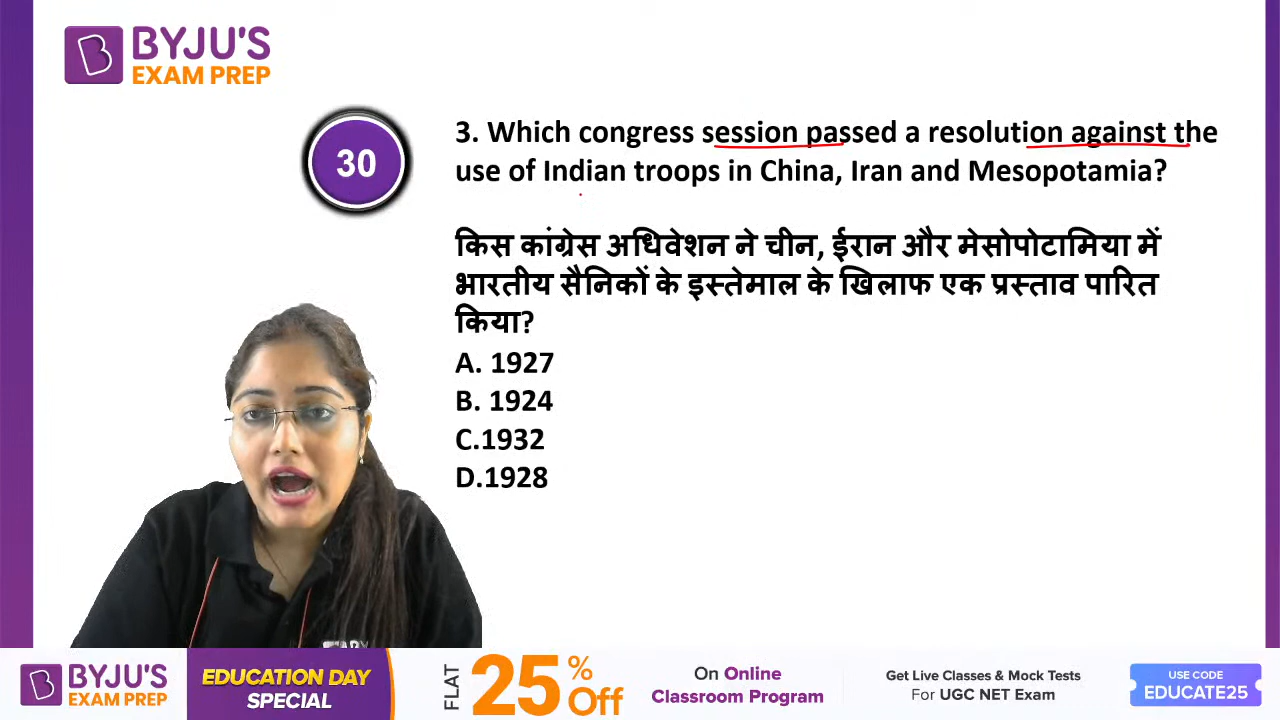 BYJU'S
EXAM PREP
30
3. Which congress session passed a resolution against the
use of Indian troops in China, Iran and Mesopotamia?
किस कांग्रेस अधिवेशन ने चीन, ईरान और मेसोपोटामिया में
भारतीय सैनिकों के इस्तेमाल के खिलाफ एक प्रस्ताव पारित
किया?
A. 1927
B. 1924
C.1932
D.1928
BYJU'S
EXAM PREP
EDUCATION DAY
SPECIAL
FLAT
25%
Off
On Online
Classroom Program
Get Live Classes & Mock Tests
For UGC NET Exam
USE CODE
EDUCATE25